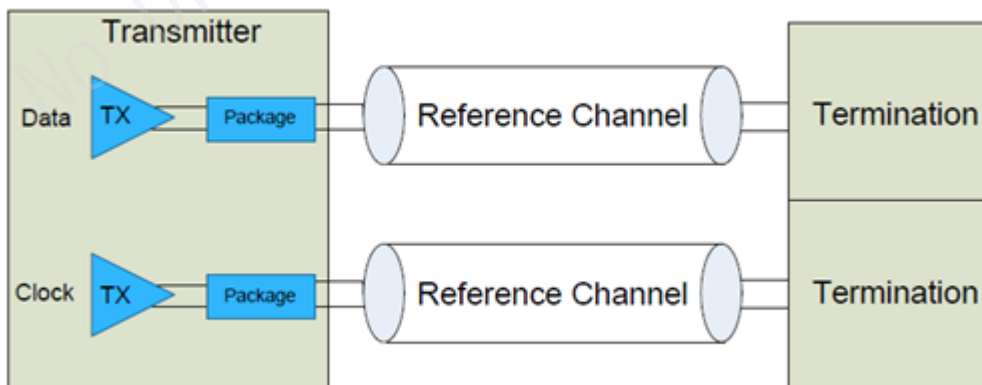 Transmitter
Data
TX
Package
Reference Channel
Termination
Clock
TX
Package
Reference Channel
Termination